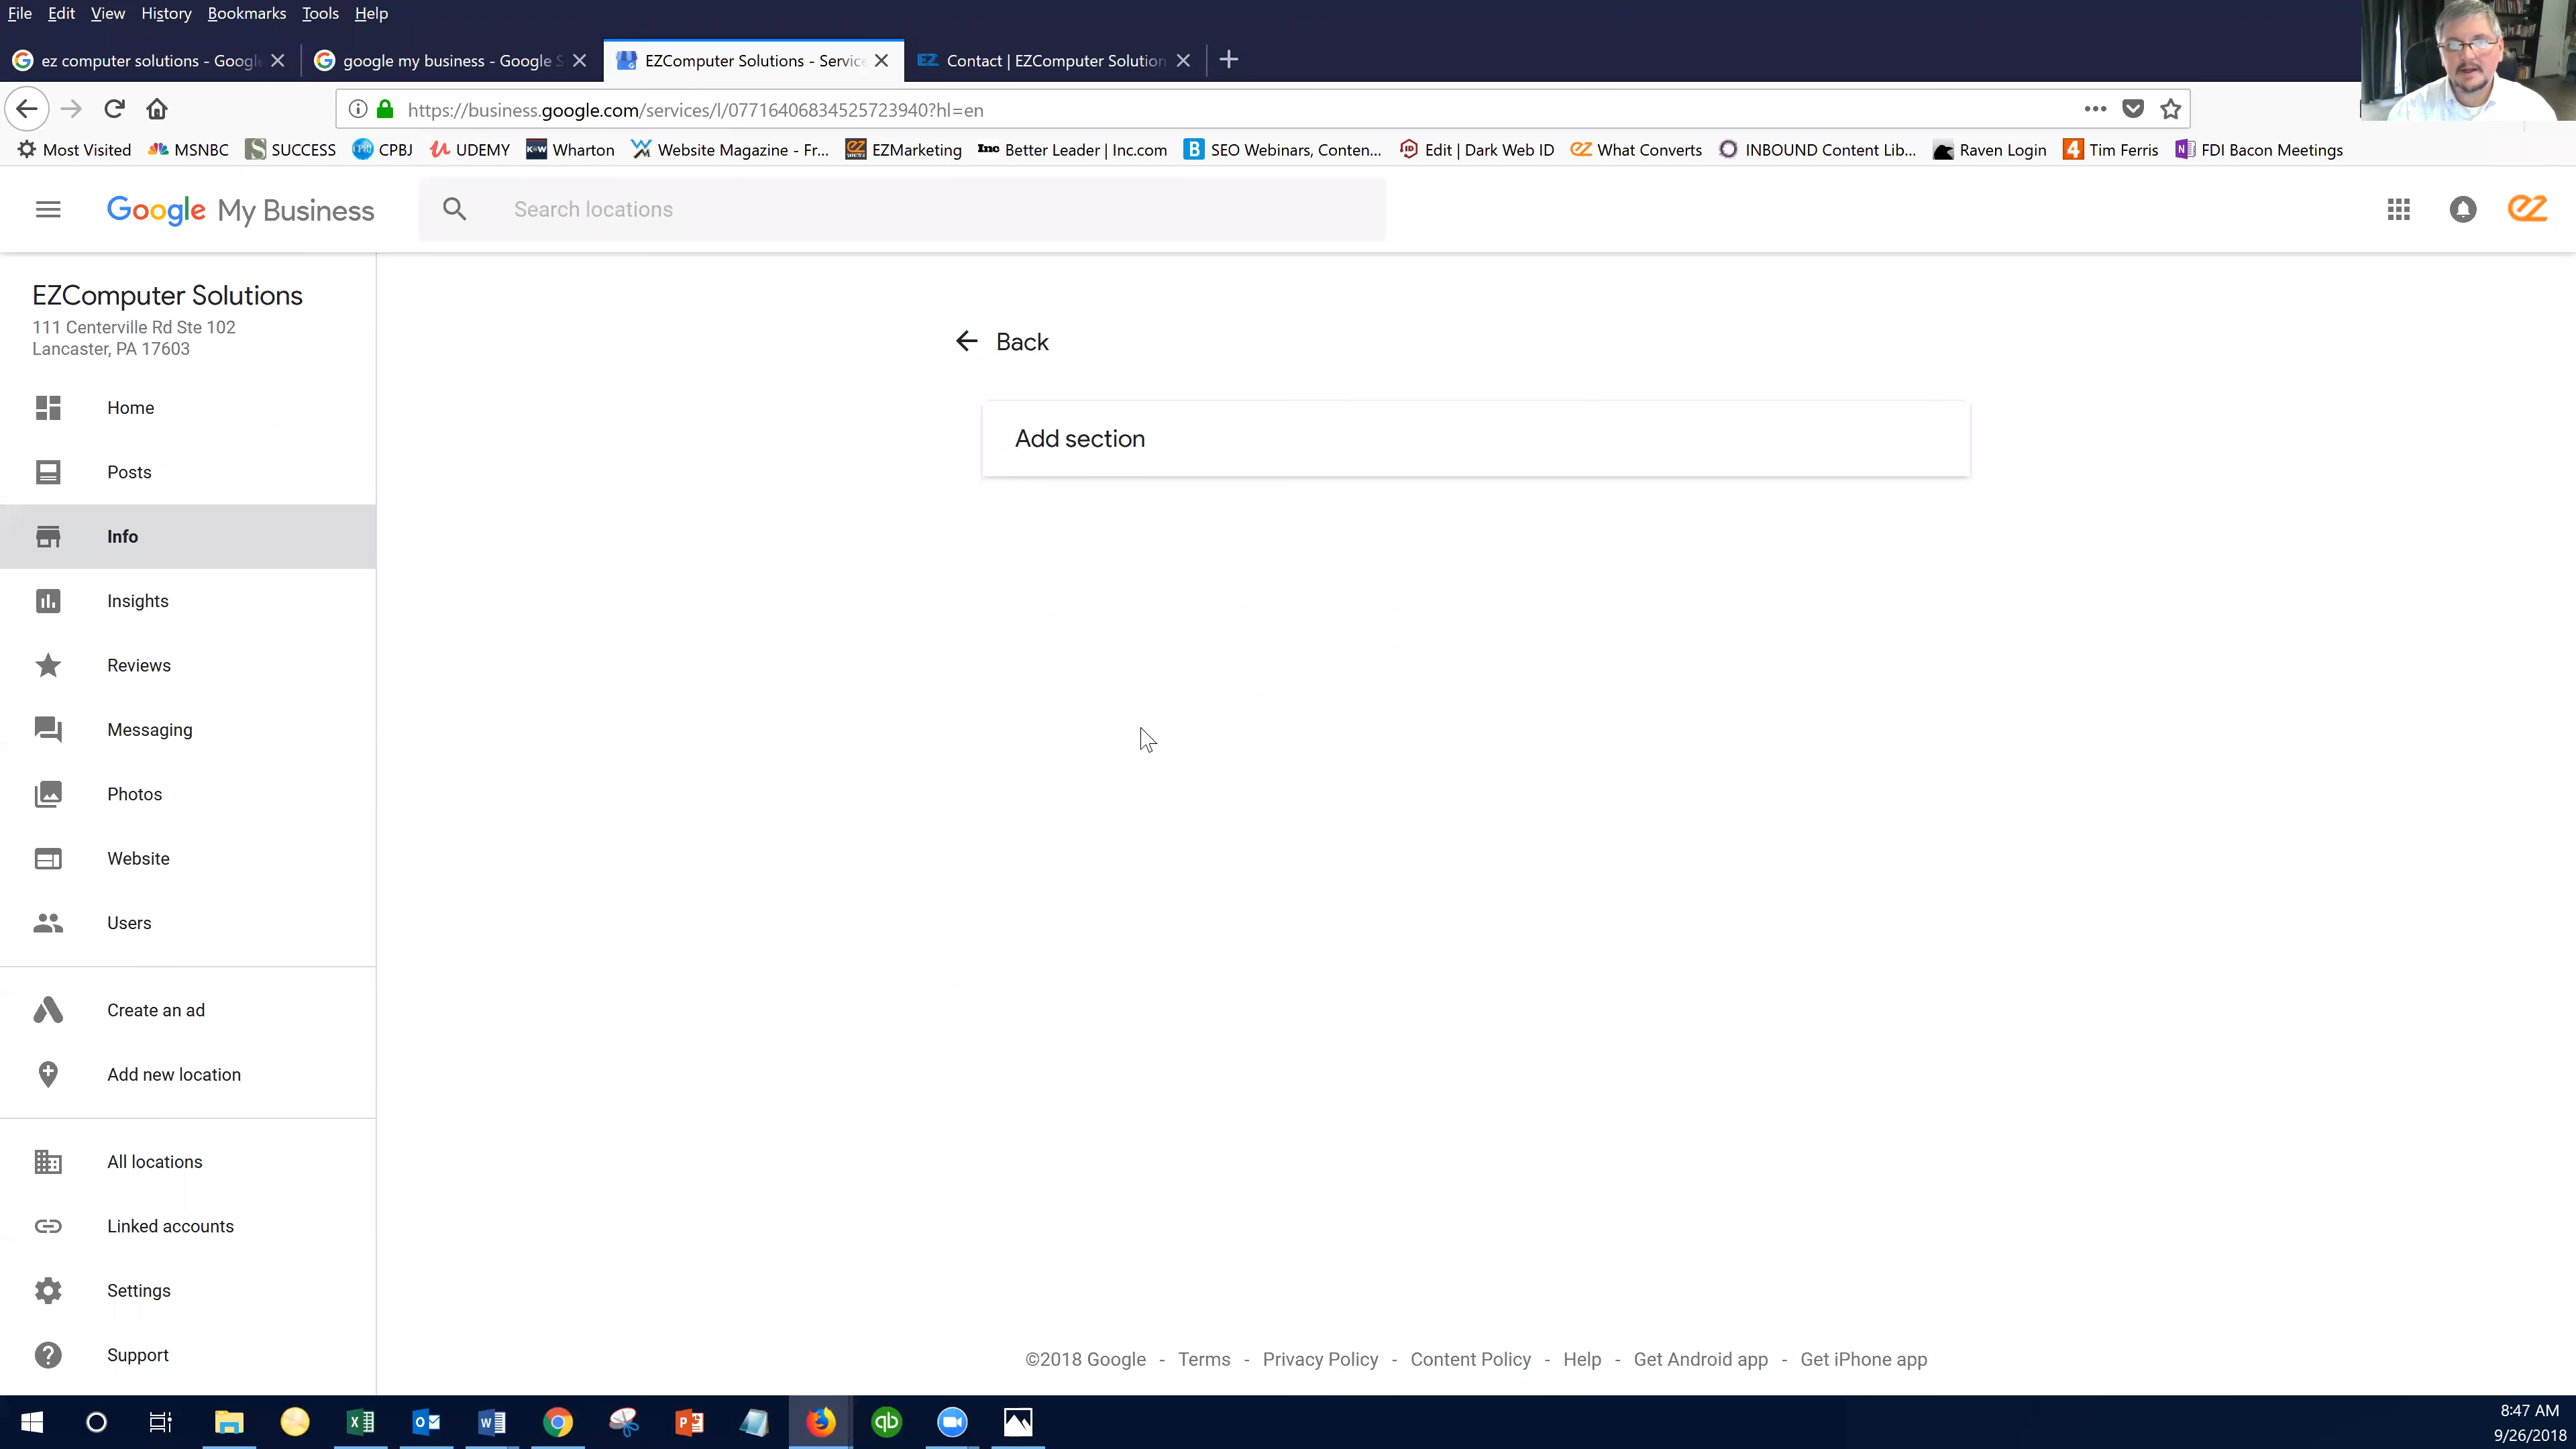 File Edit View History Bookmarks Tools Help
ez computer solutions - Googl
google my business - Google S
EZComputer Solutions - Service
EZ Contact | EZComputer Solution
https://business.google.com/services/l/07716406834525723940?hl=en
Most Visited MSNBC SUCCESS CPBJ UDEMY Wharton Website Magazine - Fr... EZMarketing Inc Better Leader | Inc.com B SEO Webinars, Conten... Edit | Dark Web ID ez What Converts INBOUND Content Lib... Raven Login 4 Tim Ferris FDI Bacon Meetings
Google My Business
Search locations
ez
EZComputer Solutions
111 Centerville Rd Ste 102
Lancaster, PA 17603
Home
Posts
Info
Insights
Reviews
Messaging
Photos
Website
Users
Create an ad
Add new location
All locations
Linked accounts
Settings
Support
Back
Add section
©2018 Google - Terms - Privacy Policy - Content Policy - Help - Get Android app - Get iPhone app
8:47 AM
9/26/2018